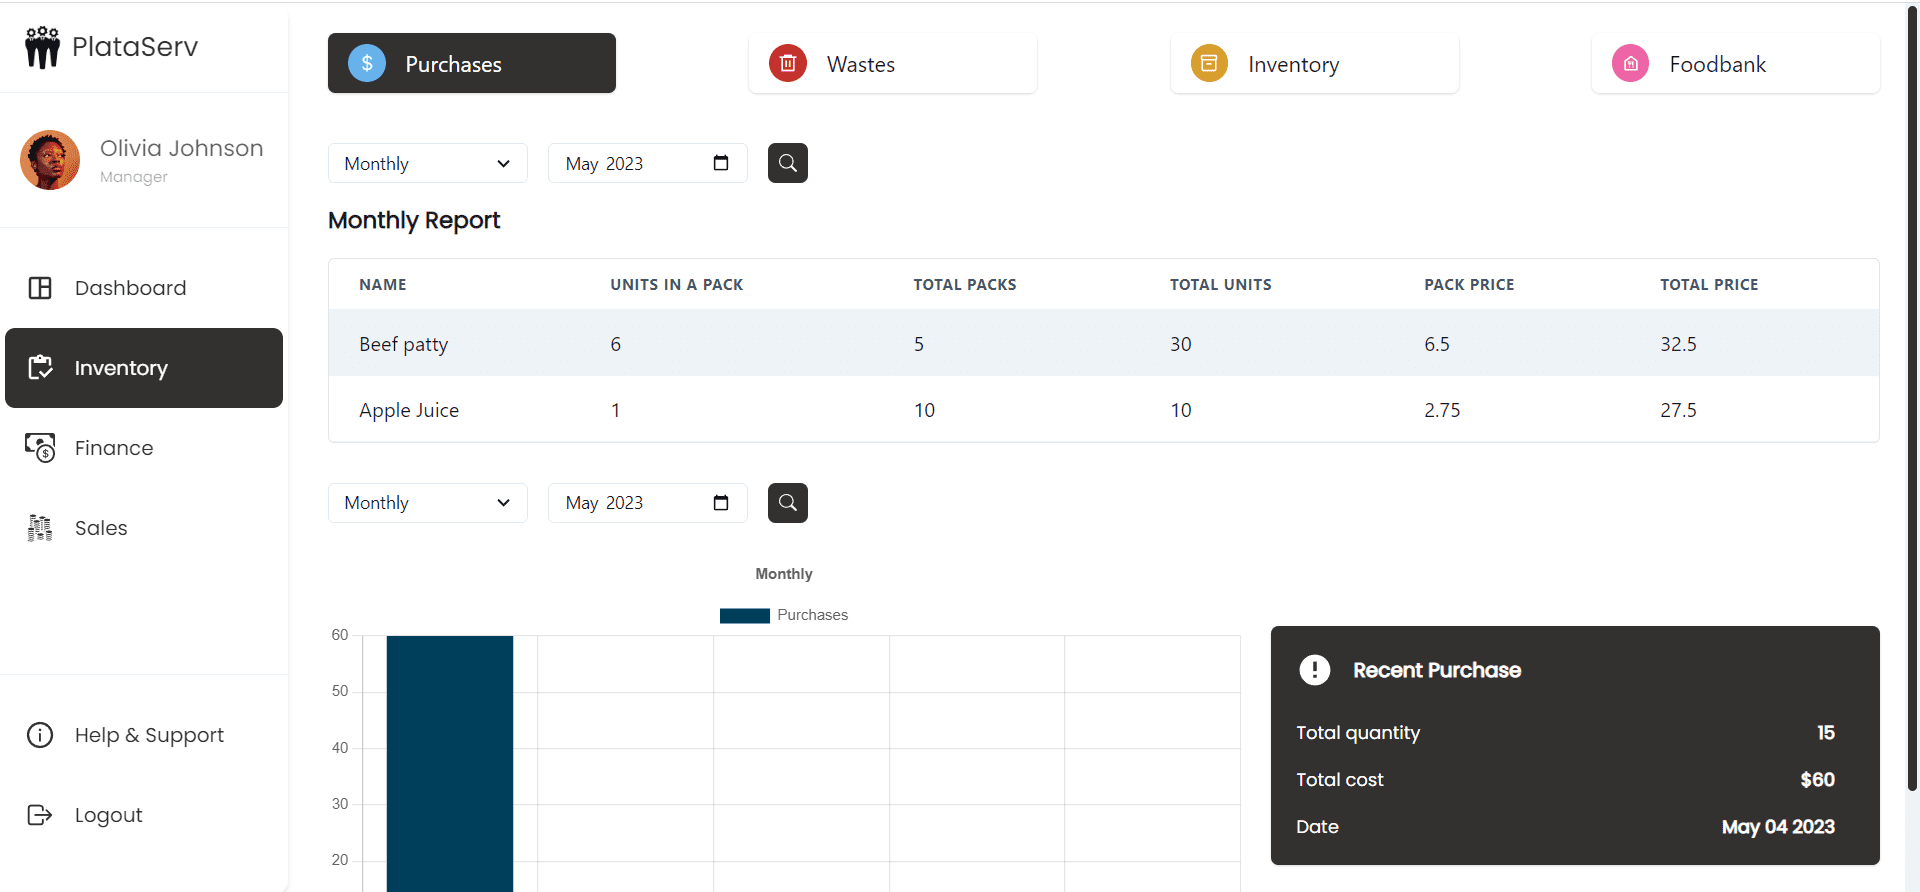 PlataServ
Olivia Johnson
Manager
Dashboard
Inventory
Finance
Sales
Help & Support
Logout
$ Purchases
Wastes
Inventory
Foodbank
Monthly
May 2023
Monthly Report
NAME UNITS IN A PACK TOTAL PACKS TOTAL UNITS PACK PRICE TOTAL PRICE
Beef patty 6 5 30 6.5 32.5
Apple Juice 1 10 10 2.75 27.5
Monthly
May 2023
Monthly
Purchases
60
50
40
30
20
Recent Purchase
Total quantity 15
Total cost $60
Date May 04 2023